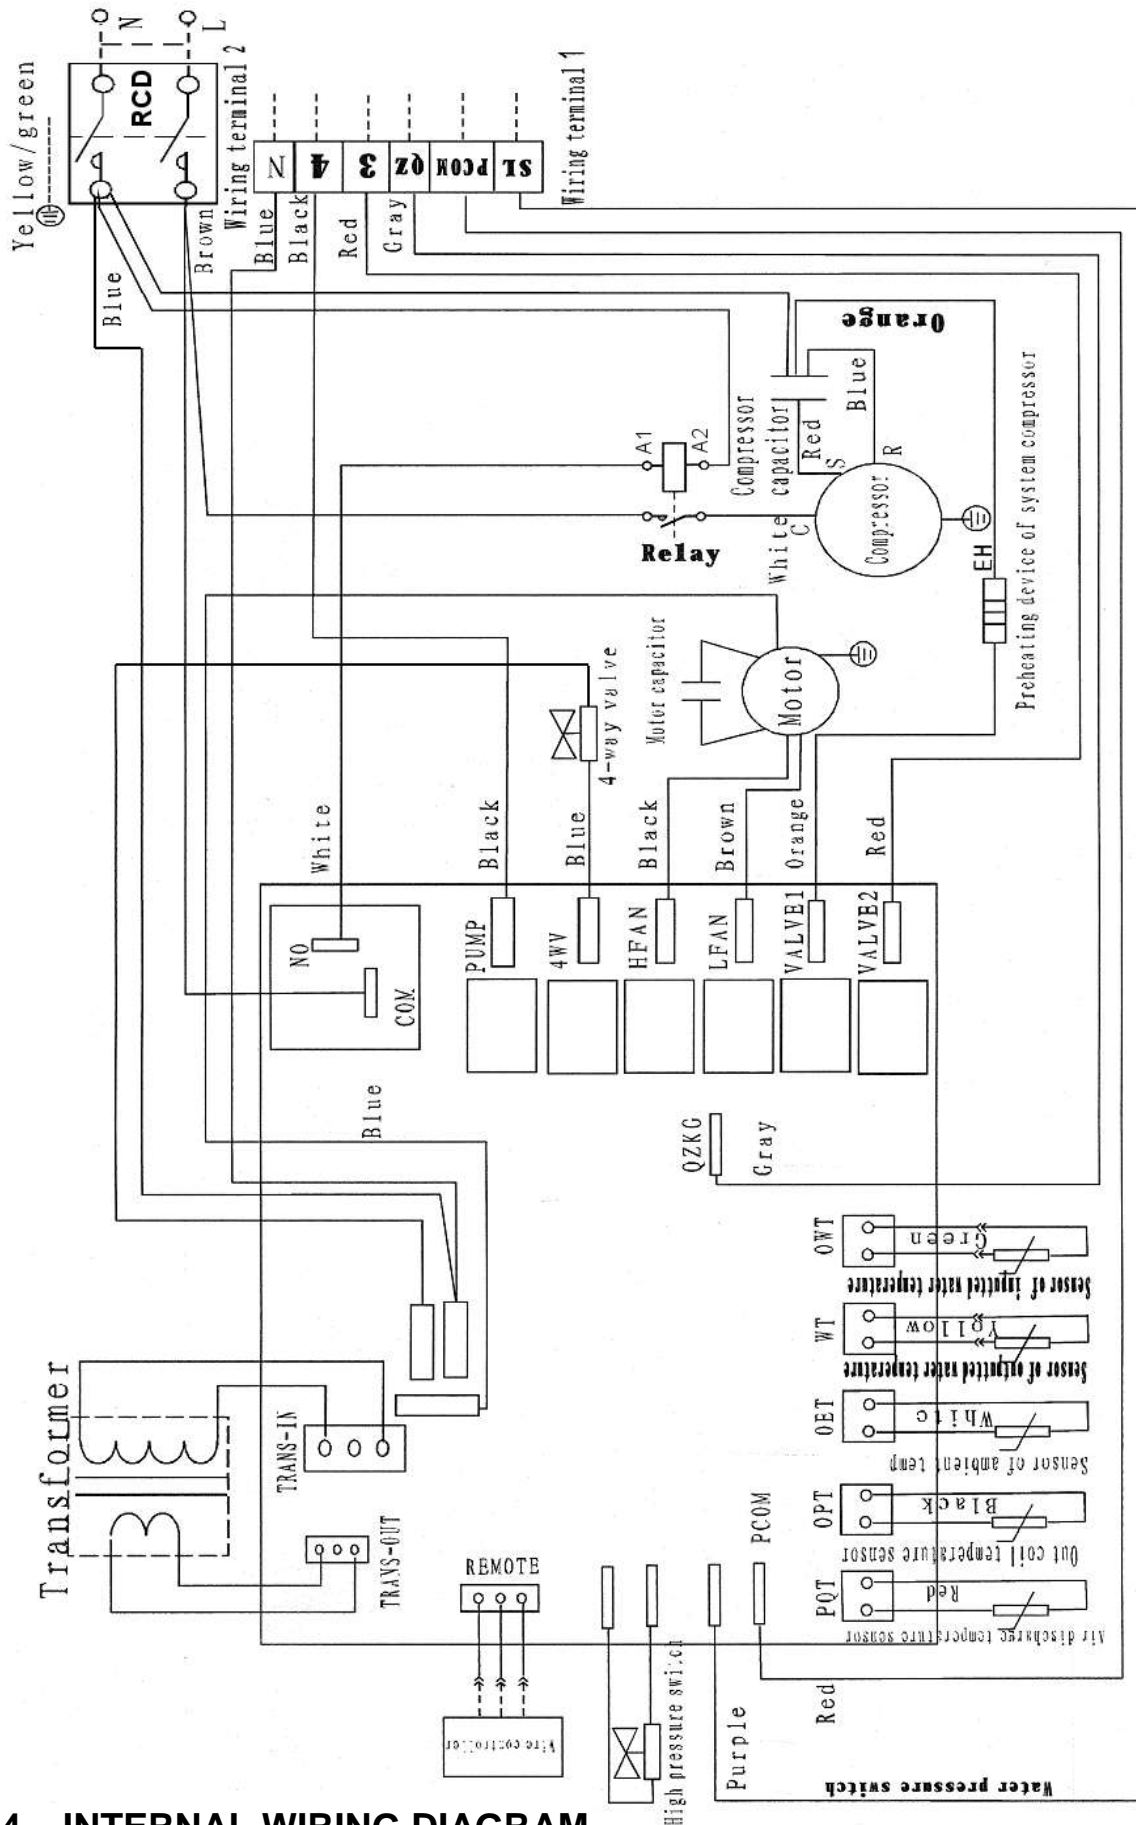 Yellow/green
N
L
RCD
Wiring terminal 2
N
4
3
QZ
PCOM
SL
Wiring terminal 1
Blue
Brown
Blue
Black
Red
Gray
Orange
A1
A2
Relay
Compressor
capacitor
Red
Blue
S
R
C
White
Compressor
EH
Preheating device of system compressor
Motor capacitor
Motor
4-way valve
White
Black
Blue
Black
Brown
Orange
Red
NO
COM
PUMP
4WV
HFAN
LFAN
VALVE1
VALVE2
Blue
QZKG
Gray
Transformer
TRANS-IN
TRANS-OUT
REMOTE
Wire controller
OWT
Green
Sensor of inputted water temperature
WT
Yellow
Sensor of outputted water temperature
OET
White
Sensor of ambient temp
OPT
Black
Out coil temperature sensor
PQT
Red
Air discharge temperature sensor
PCOM
Red
High pressure switch
Purple
Water pressure switch
4 INTERNAL WIRING DIAGRAM